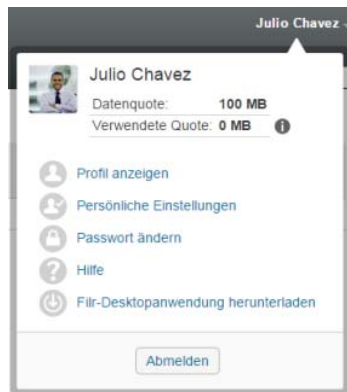 Julio Chavez
Julio Chavez
Datenquote: 100 MB
Verwendete Quote: 0 MB
Profil anzeigen
Persönliche Einstellungen
Passwort ändern
Hilfe
Filr-Desktopanwendung herunterladen
Abmelden